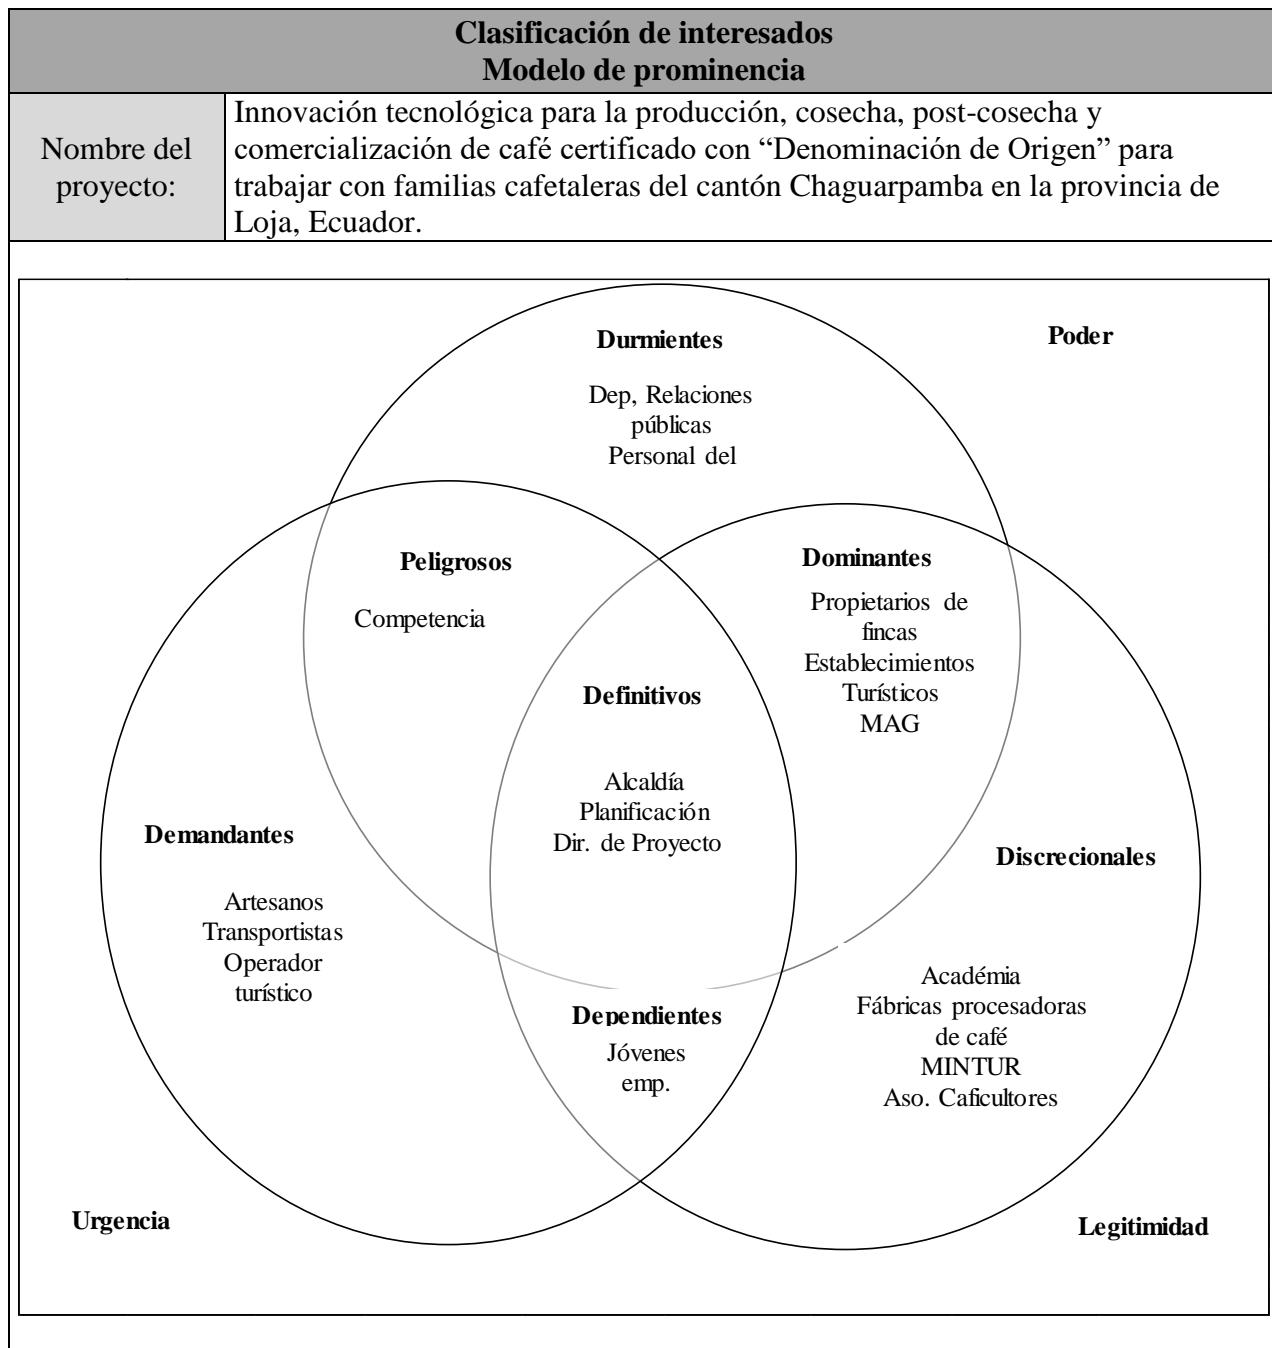 Clasificación de interesados
Modelo de prominencia
Nombre del
proyecto:
Innovación tecnológica para la producción, cosecha, post-cosecha y
comercialización de café certificado con “Denominación de Origen” para
trabajar con familias cafetaleras del cantón Chaguarpamba en la provincia de
Loja, Ecuador.
Durmientes
Poder
Dep, Relaciones
públicas
Personal del
Peligrosos
Competencia
Dominantes
Propietarios de
fincas
Establecimientos
Turísticos
MAG
Definitivos
Alcaldía
Planificación
Dir. de Proyecto
Demandantes
Artesanos
Transportistas
Operador
turístico
Discrecionales
Académia
Fábricas procesadoras
de café
MINTUR
Aso. Caficultores
Dependientes
Jóvenes
emp.
Urgencia
Legitimidad